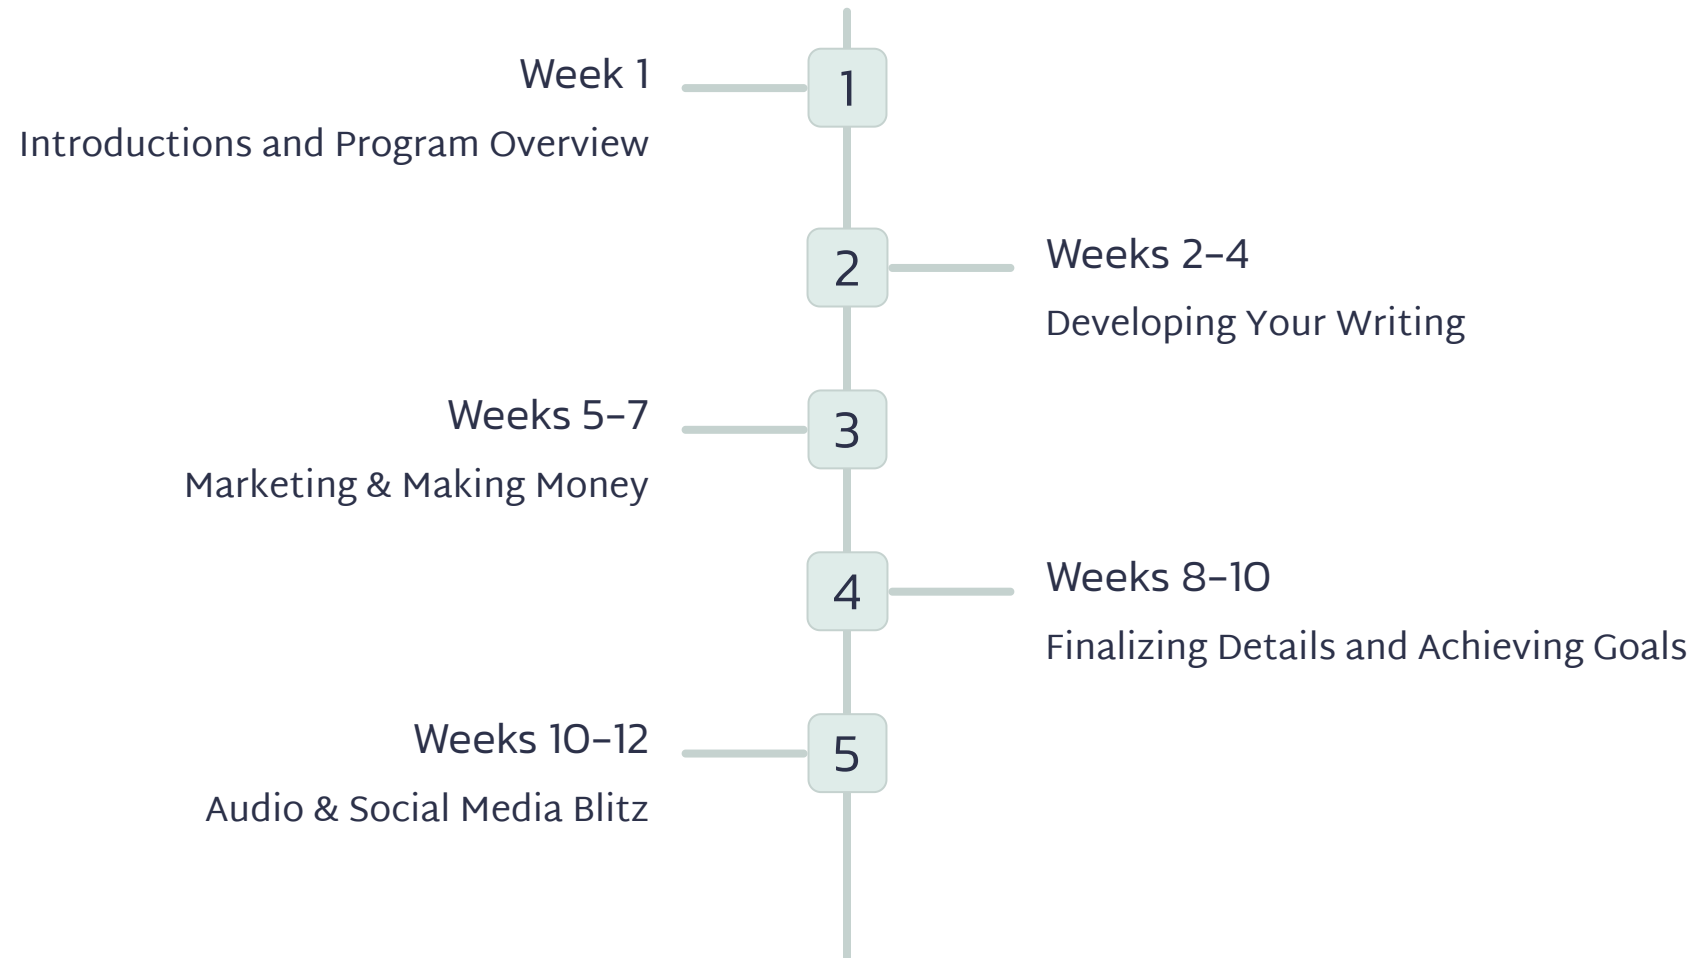 Week 1
1
Introductions and Program Overview
2
Weeks 2–4
Developing Your Writing
Weeks 5–7
3
Marketing & Making Money
4
Weeks 8–10
Finalizing Details and Achieving Goals
Weeks 10–12
5
Audio & Social Media Blitz